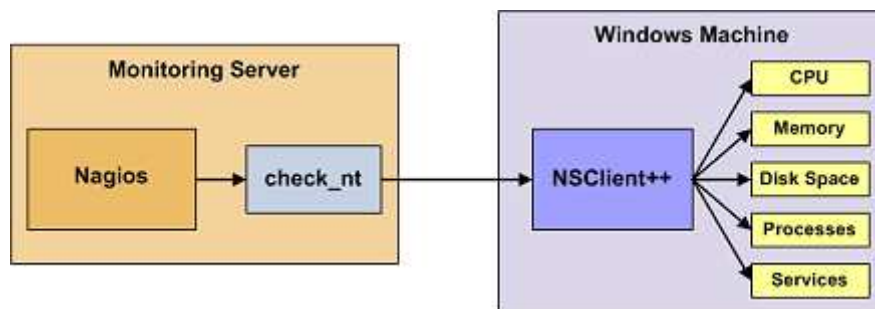 Monitoring Server
Nagios
check_nt
Windows Machine
NSClient++
CPU
Memory
Disk Space
Processes
Services